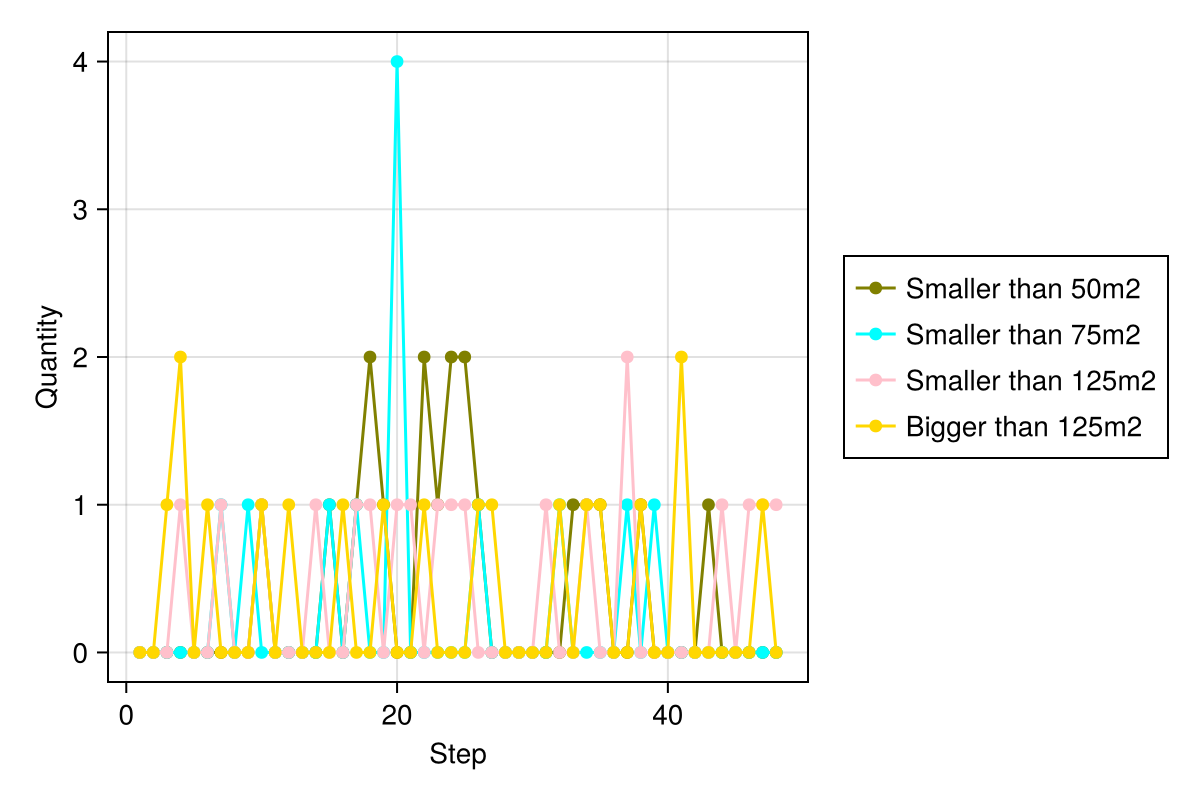 4
3
2
1
0
Quantity
0 20 40
Step
Smaller than 50m2
Smaller than 75m2
Smaller than 125m2
Bigger than 125m2